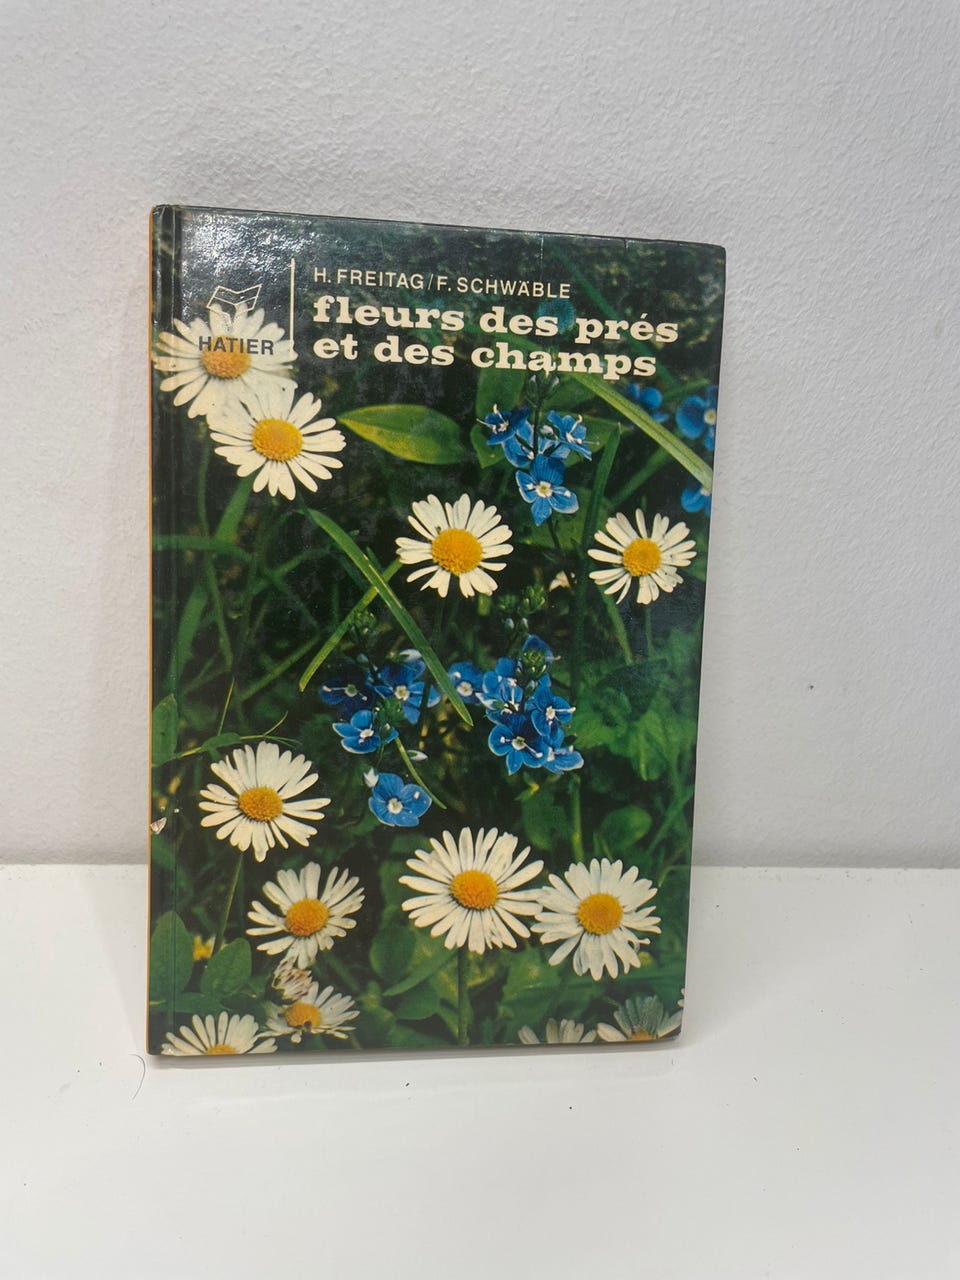 H. FREITAG/F. SCHWÄBLE
fleurs des prés
et des champs
HATIER